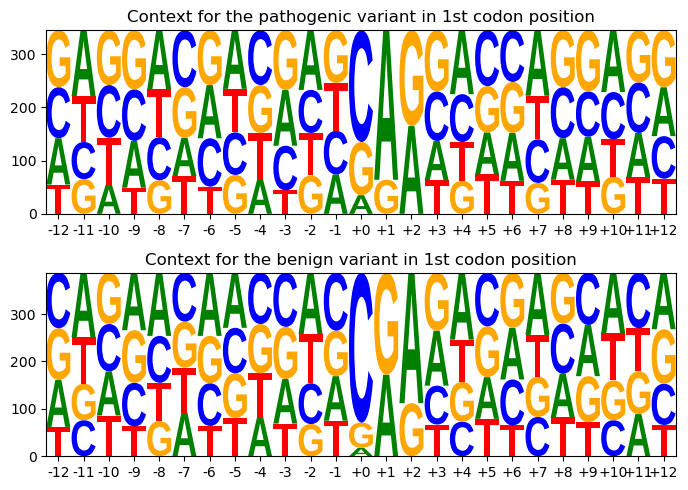 Context for the pathogenic variant in 1st codon position
300
200
100
0
G A G G A C G A C G A G C A G G A C C A G G A G G
C T C C T G A T G A C T G G A C C G G T C C C C A
A C T A C A C C T C T C A A T A A C A A T A C
T G A T G T T G A T G A T G T T G T T G T T
-12 -11 -10 -9 -8 -7 -6 -5 -4 -3 -2 -1 +0 +1 +2 +3 +4 +5 +6 +7 +8 +9 +10 +11 +12
Context for the benign variant in 1st codon position
300
200
100
0
C A G A A C A A C C A C C G A G A C G A G C A C A
G T C G C G G C G G T G G A G A T G A T C A T T G
A G A C T T C G T A C A A C G A C G A G G G C
T C T T G A T T A T G T T C T T C T T C A T
-12 -11 -10 -9 -8 -7 -6 -5 -4 -3 -2 -1 +0 +1 +2 +3 +4 +5 +6 +7 +8 +9 +10 +11 +12